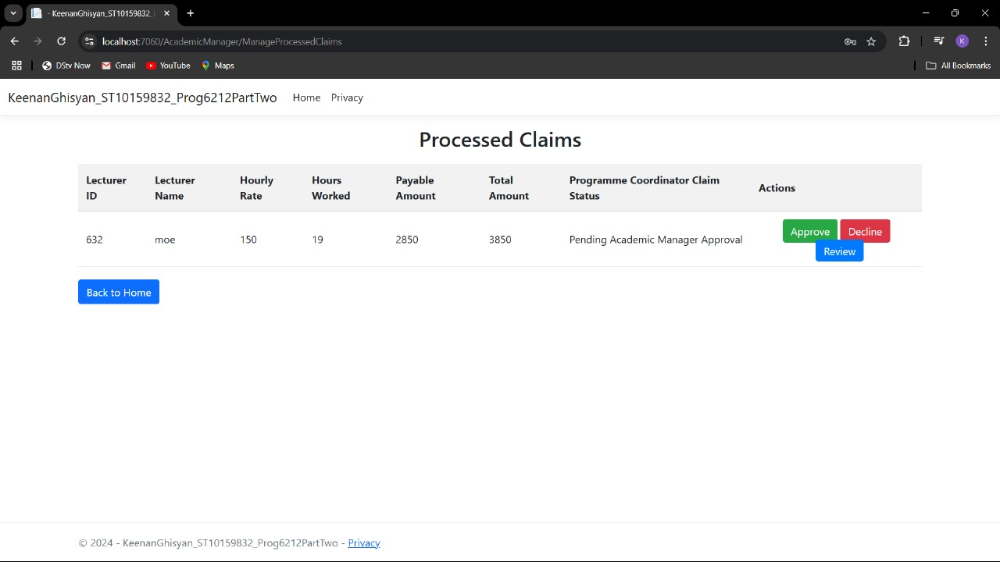 - KeenanGhisyan_ST10159832_
localhost:7060/AcademicManager/ManageProcessedClaims
K
DStv Now Gmail YouTube Maps All Bookmarks
KeenanGhisyan_ST10159832_Prog6212PartTwo Home Privacy
Processed Claims
Lecturer ID Lecturer Name Hourly Rate Hours Worked Payable Amount Total Amount Programme Coordinator Claim Status Actions
632 moe 150 19 2850 3850 Pending Academic Manager Approval Approve Decline
Review
Back to Home
© 2024 - KeenanGhisyan_ST10159832_Prog6212PartTwo - Privacy